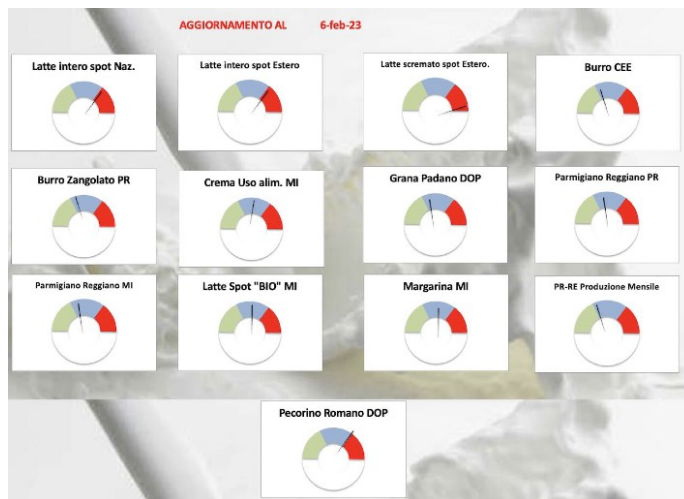 AGGIORNAMENTO AL 6-feb-23
Latte intero spot Naz.
Latte intero spot Estero
Latte scremato spot Estero.
Burro CEE
Burro Zangolato PR
Crema Uso alim. MI
Grana Padano DOP
Parmigiano Reggiano PR
Parmigiano Reggiano MI
Latte Spot "BIO" MI
Margarina MI
PR-RE Produzione Mensile
Pecorino Romano DOP